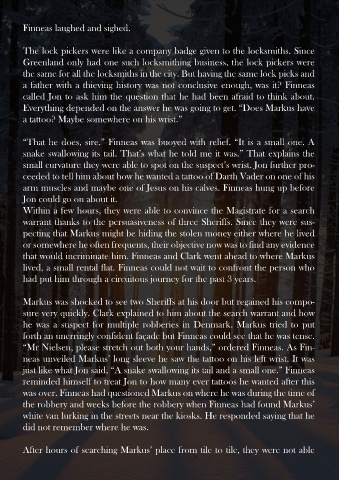 Finneas laughed and sighed.

The lock pickers were like a company badge given to the locksmiths. Since
Greenland only had one such locksmithing business, the lock pickers were
the same for all the locksmiths in the city. But having the same lock picks and
a father with a thieving history was not conclusive enough, was it? Finneas
called Jon to ask him the question that he had been afraid to think about.
Everything depended on the answer he was going to get. “Does Markus have
a tattoo? Maybe somewhere on his wrist.”

“That he does, sire.” Finneas was buoyed with relief. “It is a small one. A
snake swallowing its tail. That’s what he told me it was.” That explains the
small curvature they were able to spot on the suspect’s wrist. Jon further pro-
ceeded to tell him about how he wanted a tattoo of Darth Vader on one of his
arm muscles and maybe one of Jesus on his calves. Finneas hung up before
Jon could go on about it.
Within a few hours, they were able to convince the Magistrate for a search
warrant thanks to the persuasiveness of three Sheriffs. Since they were sus-
pecting that Markus might be hiding the stolen money either where he lived
or somewhere he often frequents, their objective now was to find any evidence
that would incriminate him. Finneas and Clark went ahead to where Markus
lived, a small rental flat. Finneas could not wait to confront the person who
had put him through a circuitous journey for the past 3 years.

Markus was shocked to see two Sheriffs at his door but regained his compo-
sure very quickly. Clark explained to him about the search warrant and how
he was a suspect for multiple robberies in Denmark. Markus tried to put
forth an unerringly confident façade but Finneas could see that he was tense.
“Mr Nielsen, please stretch out both your hands,” ordered Finneas. As Fin-
neas unveiled Markus’ long sleeve he saw the tattoo on his left wrist. It was
just like what Jon said, “A snake swallowing its tail and a small one.” Finneas
reminded himself to treat Jon to how many ever tattoos he wanted after this
was over. Finneas had questioned Markus on where he was during the time of
the robbery and weeks before the robbery when Finneas had found Markus’
white van lurking in the streets near the kiosks. He responded saying that he
did not remember where he was.

After hours of searching Markus’ place from tile to tile, they were not able